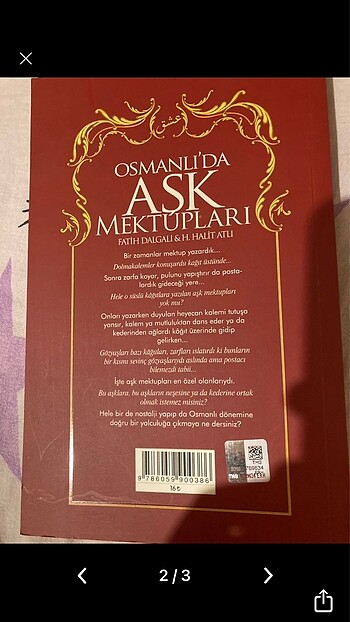 عشق
OSMANLI'DA
AŞK
MEKTUPLARI
FATİH DALGALI & H. HALİT ATLI
Bir zamanlar mektup yazardık...
Dolmakalemler konuşurdu kağıt üstünde...
Sonra zarfa koyar, pulunu yapıştırır da posta-
lardık gideceği yere...
Hele o süslü kâğıtlara yazılan aşk mektupları
yok mu?
Onları yazarken duyulan heyecan kalemi tutuşa
yansır, kalem ya mutluluktan dans eder ya da
kederinden ağlardı kâğıt üzerinde gidip
gelirken...
Gözyaşları bazı kâğıtları, zarfları ıslatırdı ki bunların
bir kısmı sevinç gözyaşlarıydı aslında ama postacı
bilemezdi tabii...
İşte aşk mektupları en özel olanlarıydı.
Bu aşklara, bu aşkların neşesine ya da kederine ortak
olmak istemez misiniz?
Hele bir de nostalji yapıp da Osmanlı dönemine
doğru bir yolculuğa çıkmaya ne dersiniz?
9 786059 900386
16₺
2 / 3